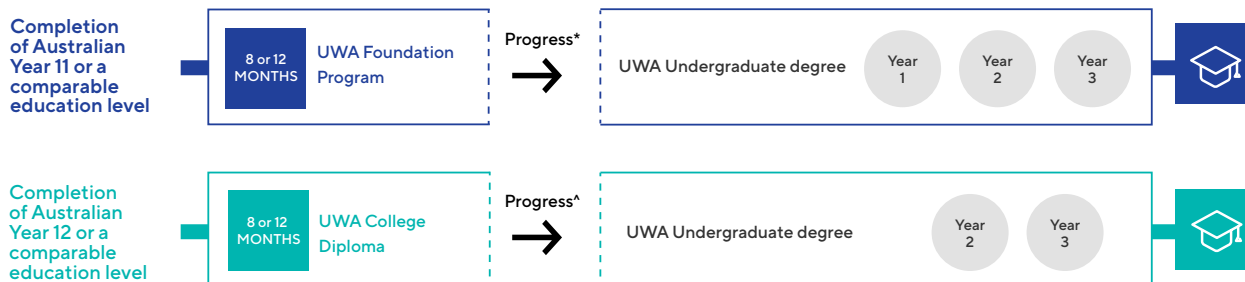 Completion
of Australian
Year 11 or a
comparable
education level
8 or 12
MONTHS
UWA Foundation
Program
Progress*
UWA Undergraduate degree
Year
1
Year
2
Year
3
Completion
of Australian
Year 12 or a
comparable
education level
8 or 12
MONTHS
UWA College
Diploma
Progress^
UWA Undergraduate degree
Year
2
Year
3